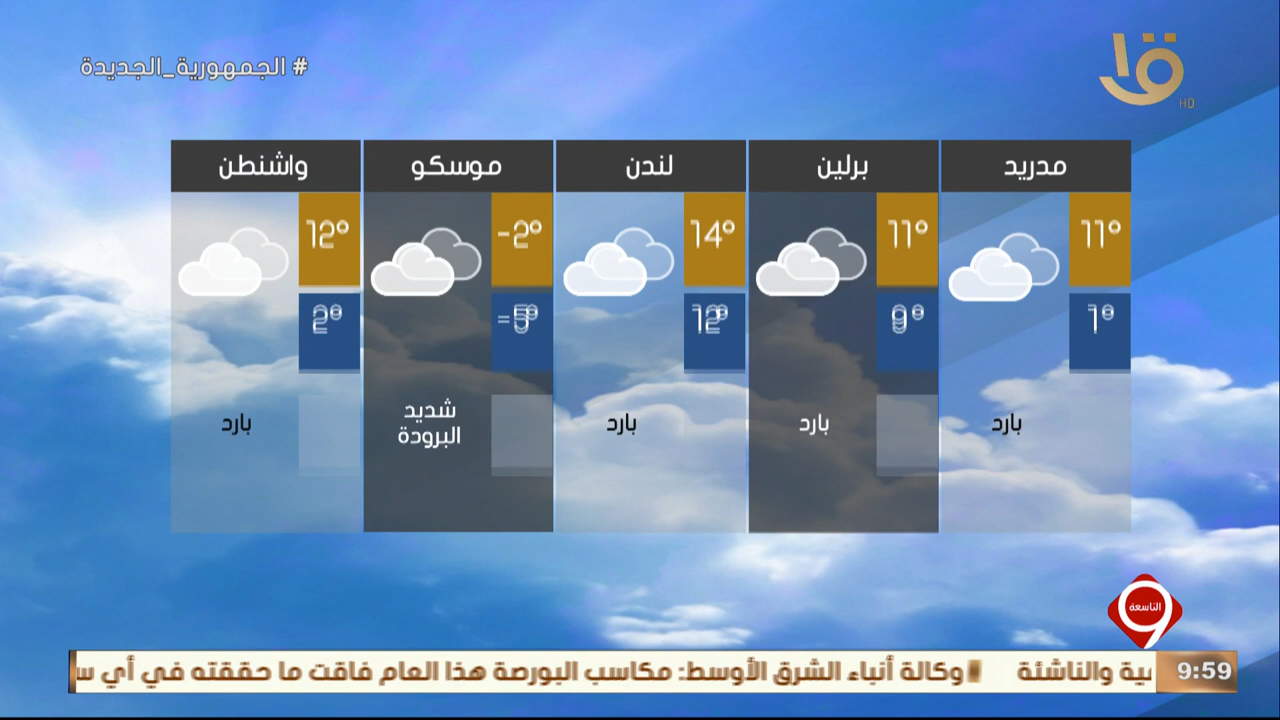 # الجمهورية_الجديدة
HD
مدريد
11°
1°
بارد
برلين
11°
9°
بارد
لندن
14°
12°
بارد
موسكو
-2°
-5°
شديد
البرودة
واشنطن
12°
2°
بارد
التاسعة
9
9:59
والناشئة وكالة أنباء الشرق الأوسط: مكاسب البورصة هذا العام فاقت ما حققته في أي